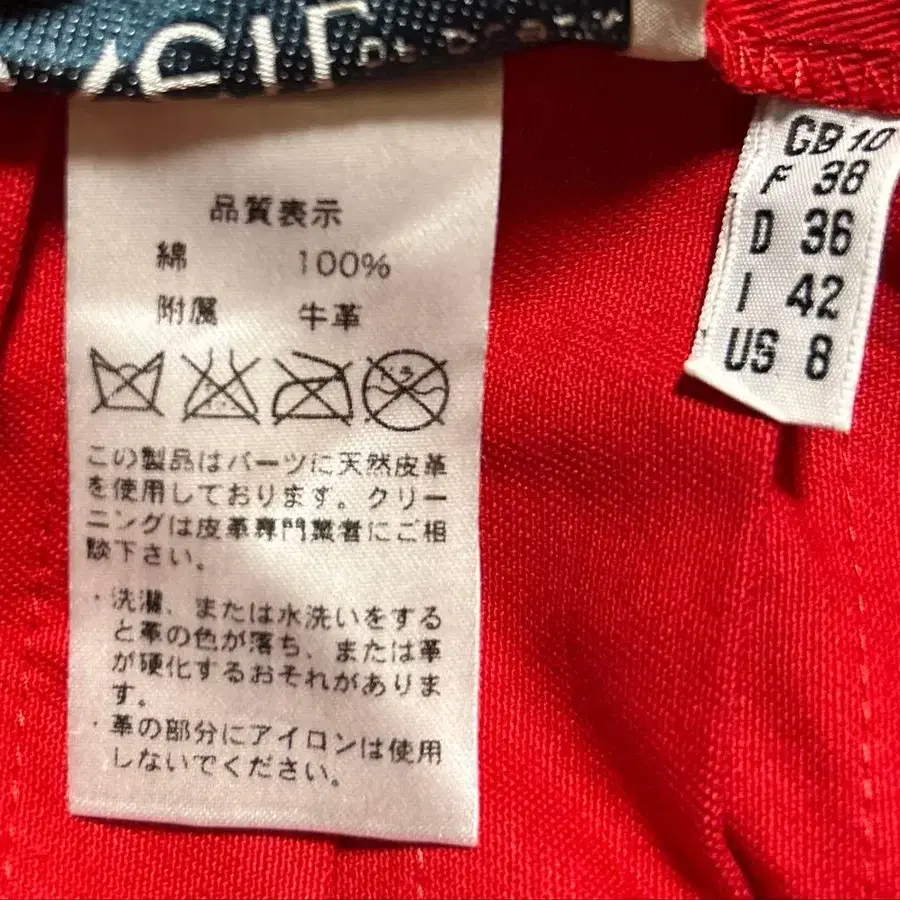 品質表示
綿 100%
附属 牛革
この製品はパーツに天然皮革
を使用しております。クリー
ニングは皮革専門業者にご相
談下さい。
・洗濯、または水洗いをする
と革の色が落ち、または革
が硬化するおそれがありま
す。
・革の部分にアイロンは使用
しないでください。
GB 10
F 38
D 36
I 42
US 8